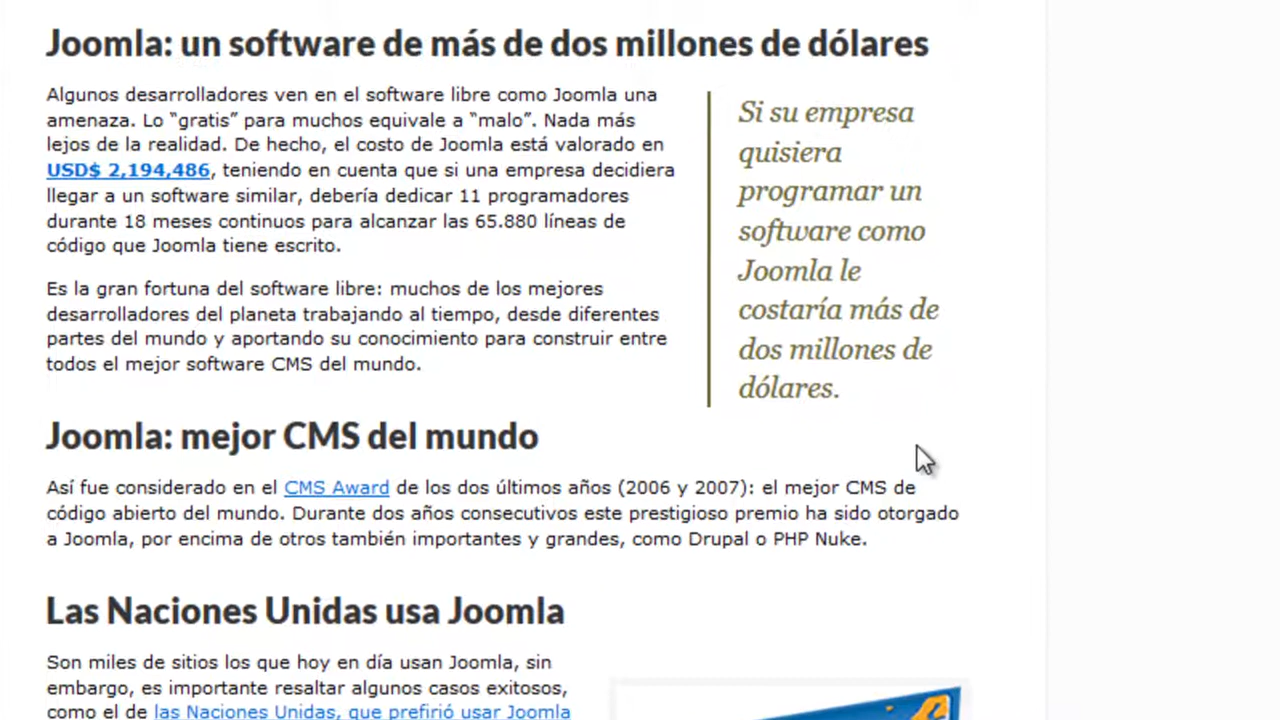 Joomla: un software de más de dos millones de dólares
Algunos desarrolladores ven en el software libre como Joomla una
amenaza. Lo “gratis” para muchos equivale a “malo”. Nada más
lejos de la realidad. De hecho, el costo de Joomla está valorado en
USD$ 2,194,486, teniendo en cuenta que si una empresa decidiera
llegar a un software similar, debería dedicar 11 programadores
durante 18 meses continuos para alcanzar las 65.880 líneas de
código que Joomla tiene escrito.
Es la gran fortuna del software libre: muchos de los mejores
desarrolladores del planeta trabajando al tiempo, desde diferentes
partes del mundo y aportando su conocimiento para construir entre
todos el mejor software CMS del mundo.
Si su empresa
quisiera
programar un
software como
Joomla le
costaría más de
dos millones de
dólares.
Joomla: mejor CMS del mundo
Así fue considerado en el CMS Award de los dos últimos años (2006 y 2007): el mejor CMS de
código abierto del mundo. Durante dos años consecutivos este prestigioso premio ha sido otorgado
a Joomla, por encima de otros también importantes y grandes, como Drupal o PHP Nuke.
Las Naciones Unidas usa Joomla
Son miles de sitios los que hoy en día usan Joomla, sin
embargo, es importante resaltar algunos casos exitosos,
como el de las Naciones Unidas, que prefirió usar Joomla